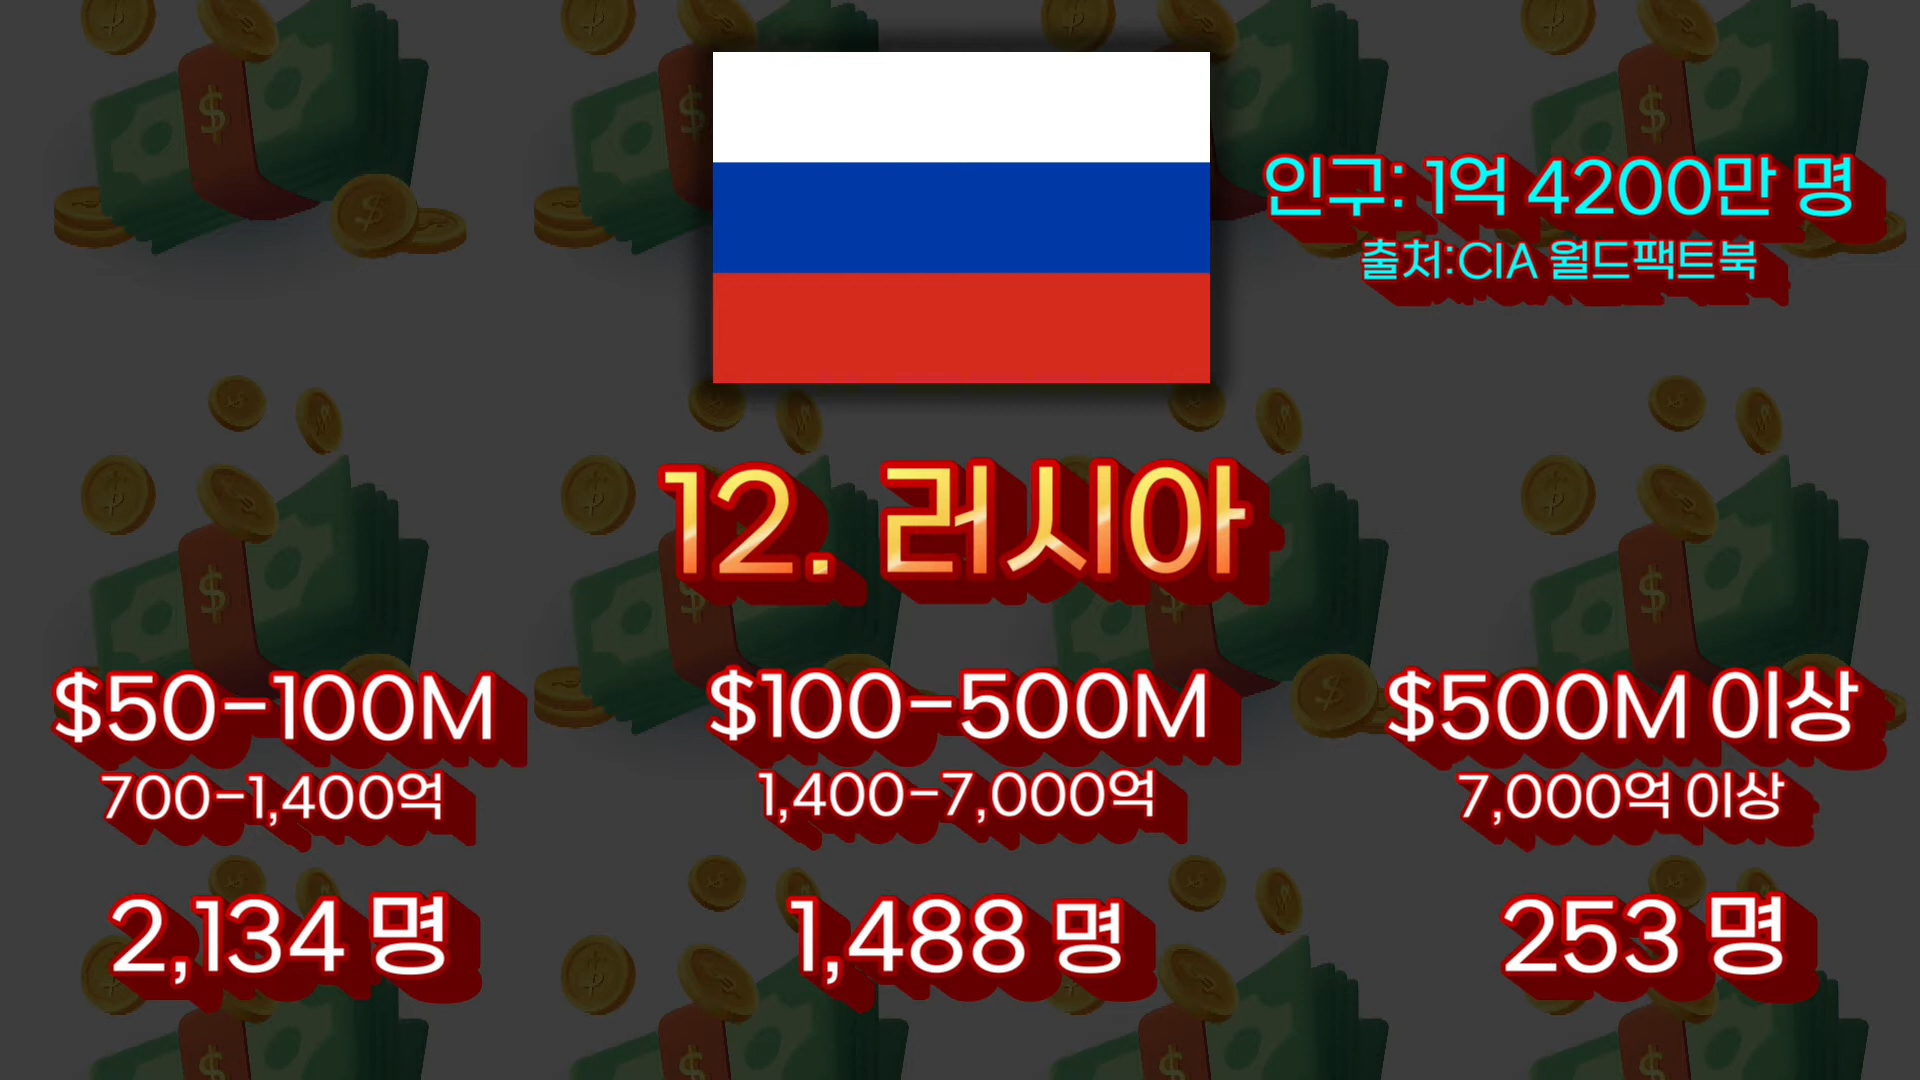 인구: 1억 4200만 명
출처:CIA 월드팩트북
12. 러시아
$50-100M
700-1,400억
2,134 명
$100-500M
1,400-7,000억
1,488 명
$500M 이상
7,000억 이상
253 명